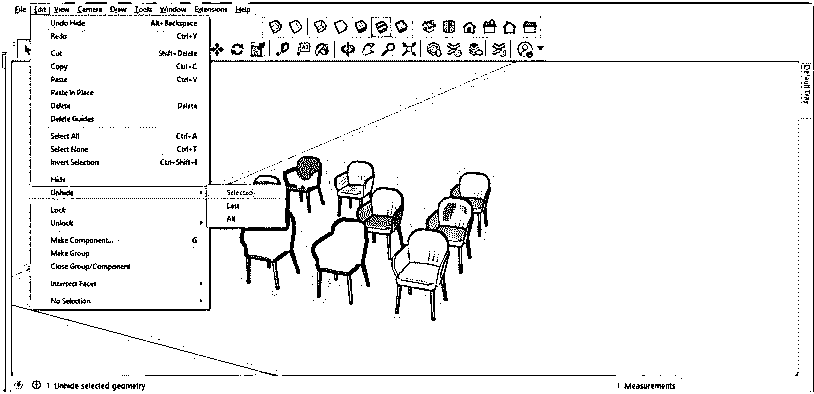 File Edit View Camera Draw Tools Window Extensions Help
Undo Hide Alt+Backspace
Redo Ctrl+Y
Cut Shift+Delete
Copy Ctrl+C
Paste Ctrl+V
Paste In Place
Delete Delete
Delete Guides
Select All Ctrl+A
Select None Ctrl+T
Invert Selection Ctrl+Shift+I
Hide
Unhide
Selected
Last
All
Lock
Unlock
Make Component... G
Make Group
Close Group/Component
Intersect Faces
No Selection
Default Tray
Unhide selected geometry
Measurements